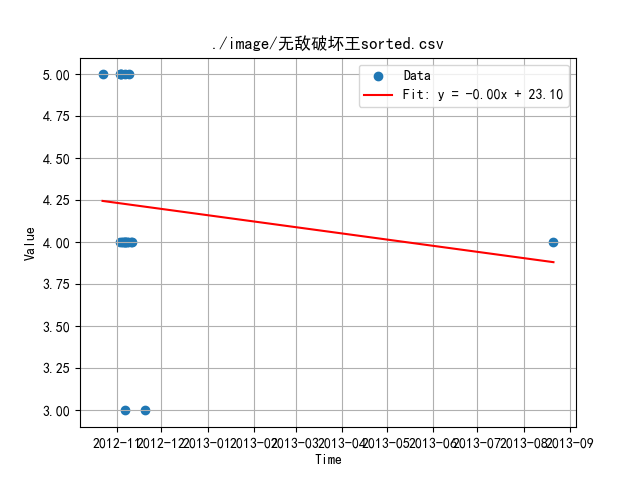 ./image/无敌破坏王sorted.csv
Data
Fit: y = -0.00x + 23.10
5.00
4.75
4.50
4.25
4.00
3.75
3.50
3.25
3.00
Value
2012-11 2012-12 2013-01 2013-02 2013-03 2013-04 2013-05 2013-06 2013-07 2013-08 2013-09
Time